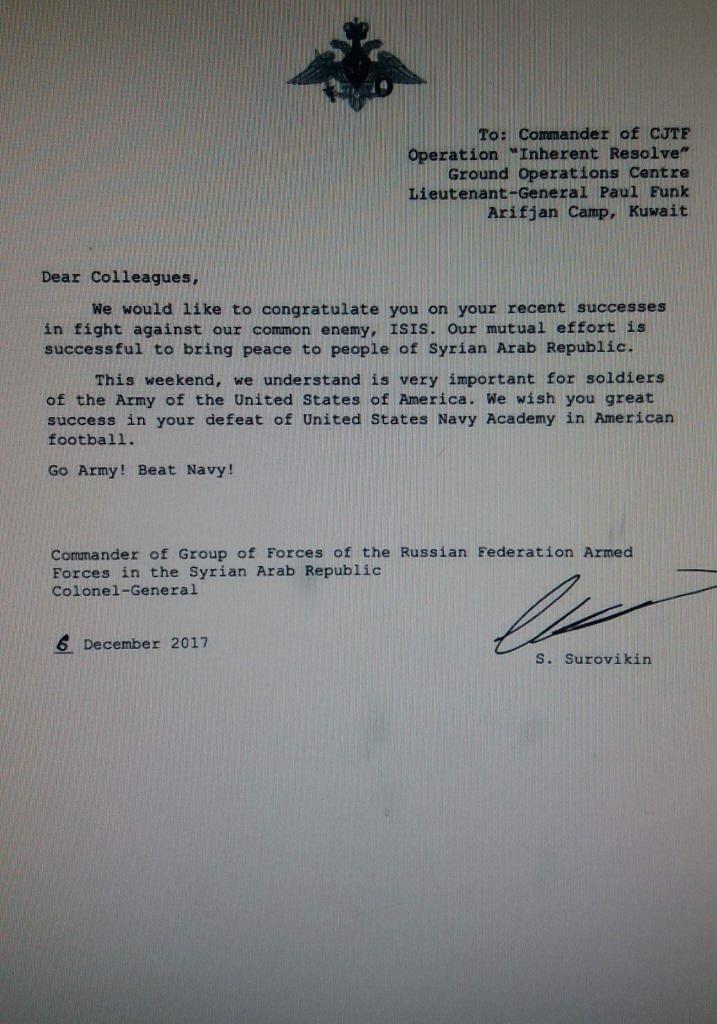 To: Commander of CJTF
Operation "Inherent Resolve"
Ground Operations Centre
Lieutenant-General Paul Funk
Arifjan Camp, Kuwait
Dear Colleagues,
We would like to congratulate you on your recent successes
in fight against our common enemy, ISIS. Our mutual effort is
successful to bring peace to people of Syrian Arab Republic.
This weekend, we understand is very important for soldiers
of the Army of the United States of America. We wish you great
success in your defeat of United States Navy Academy in American
football.
Go Army! Beat Navy!
Commander of Group of Forces of the Russian Federation Armed
Forces in the Syrian Arab Republic
Colonel-General
6 December 2017
S. Surovikin